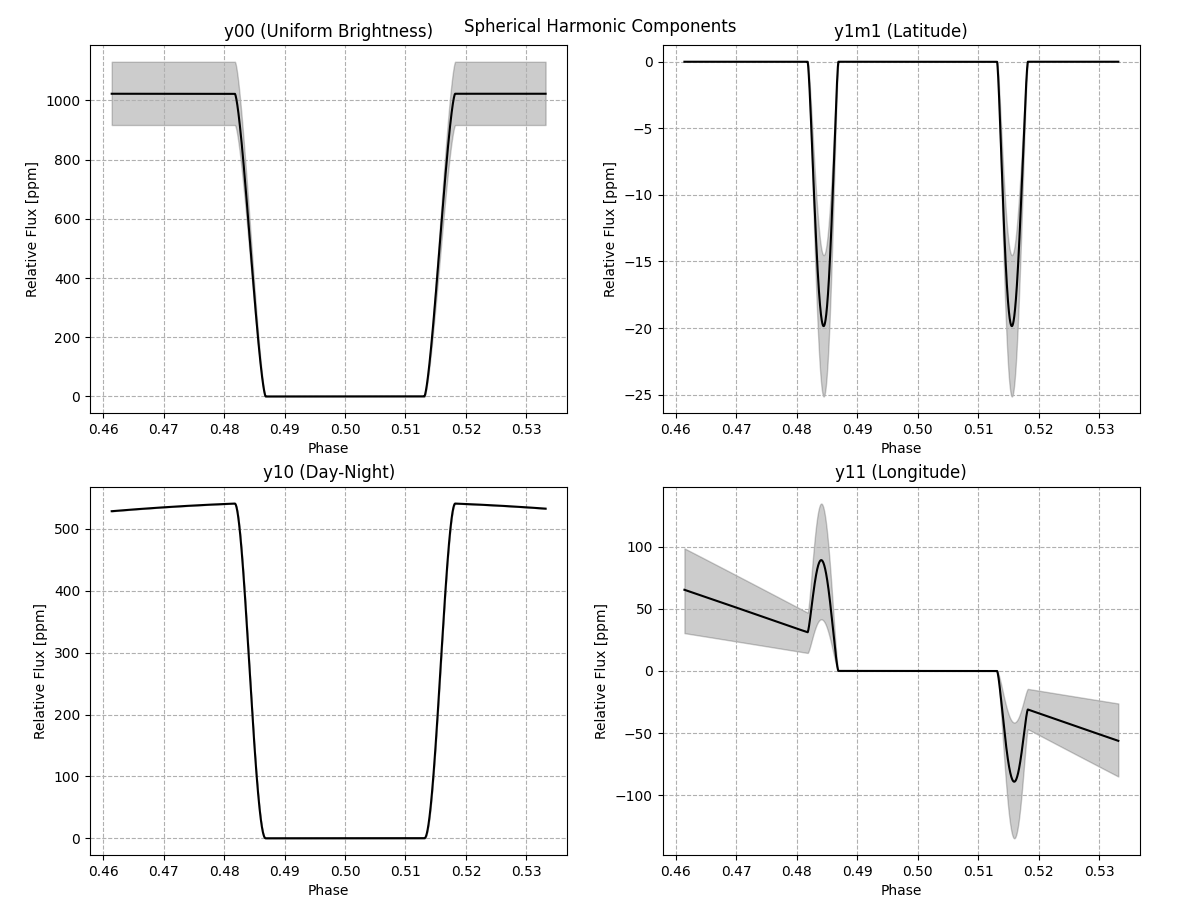 Spherical Harmonic Components
y00 (Uniform Brightness)
1000
800
600
400
200
0
Relative Flux [ppm]
0.46 0.47 0.48 0.49 0.50 0.51 0.52 0.53
Phase
y1m1 (Latitude)
0
−5
−10
−15
−20
−25
Relative Flux [ppm]
0.46 0.47 0.48 0.49 0.50 0.51 0.52 0.53
Phase
y10 (Day-Night)
500
400
300
200
100
0
Relative Flux [ppm]
0.46 0.47 0.48 0.49 0.50 0.51 0.52 0.53
Phase
y11 (Longitude)
100
50
0
−50
−100
Relative Flux [ppm]
0.46 0.47 0.48 0.49 0.50 0.51 0.52 0.53
Phase